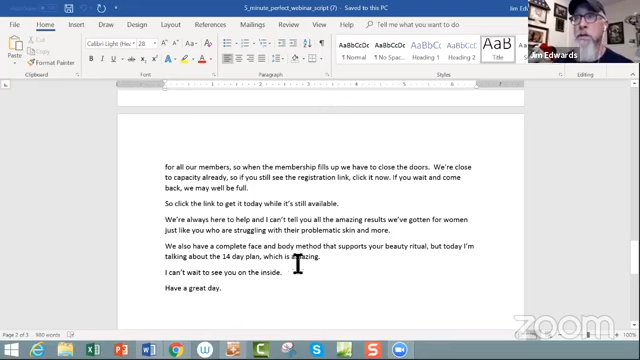 5_minute_perfect_webinar_script (7) - Saved to this PC
Jim Edwards
File Home Insert Draw Design Layout References Mailings Review View Help Tell me what you want to do
Cut
Copy
Format Painter
Paste
Calibri Light (Hea 28
AaBbCcDc AaBbCcDc AaBbCc AaBbCcD AaB
¶ Normal ¶ No Spac... Heading 1 Heading 2 Title
Clipboard Font Paragraph Styles
for all our members, so when the membership fills up we have to close the doors. We're close
to capacity already, so if you still see the registration link, click it now. If you wait and come
back, we may well be full.
So click the link to get it today while it's still available.
We're always here to help and I can't tell you all the amazing results we've gotten for women
just like you who are struggling with their problematic skin and more.
We also have a complete face and body method that supports your beauty ritual, but today I'm
talking about the 14 day plan, which is amazing.
I can't wait to see you on the inside.
Have a great day.
Page 2 of 3 980 words
zoom